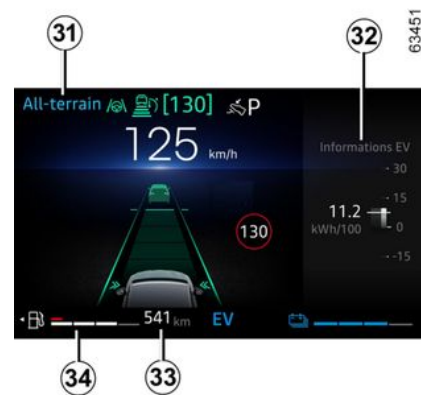 31
32
63451
All-terrain [130] P
125 km/h
Informations EV
30
15
11.2
kWh/100
0
-15
130
541 km EV
34
33